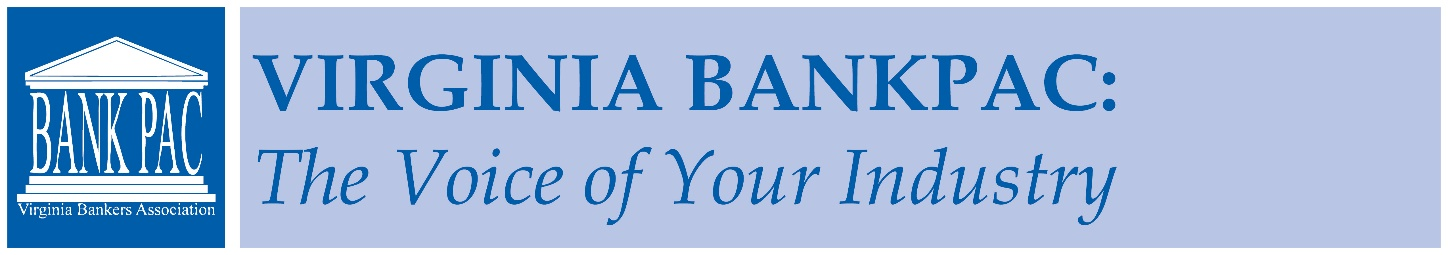 BANK PAC
Virginia Bankers Association
VIRGINIA BANKPAC:
The Voice of Your Industry